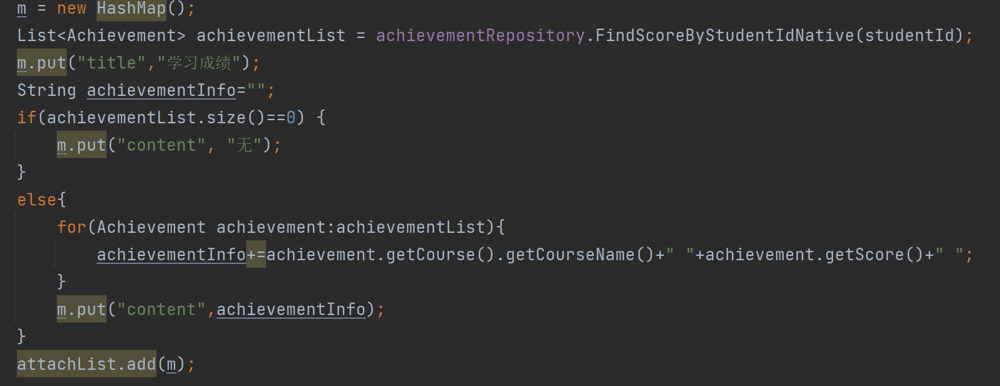 m = new HashMap();
List<Achievement> achievementList = achievementRepository.FindScoreByStudentIdNative(studentId);
m.put("title","学习成绩");
String achievementInfo="";
if(achievementList.size()==0) {
    m.put("content", "无");
}
else{
    for(Achievement achievement:achievementList){
        achievementInfo+=achievement.getCourse().getCourseName()+" "+achievement.getScore()+" ";
    }
    m.put("content",achievementInfo);
}
attachList.add(m);